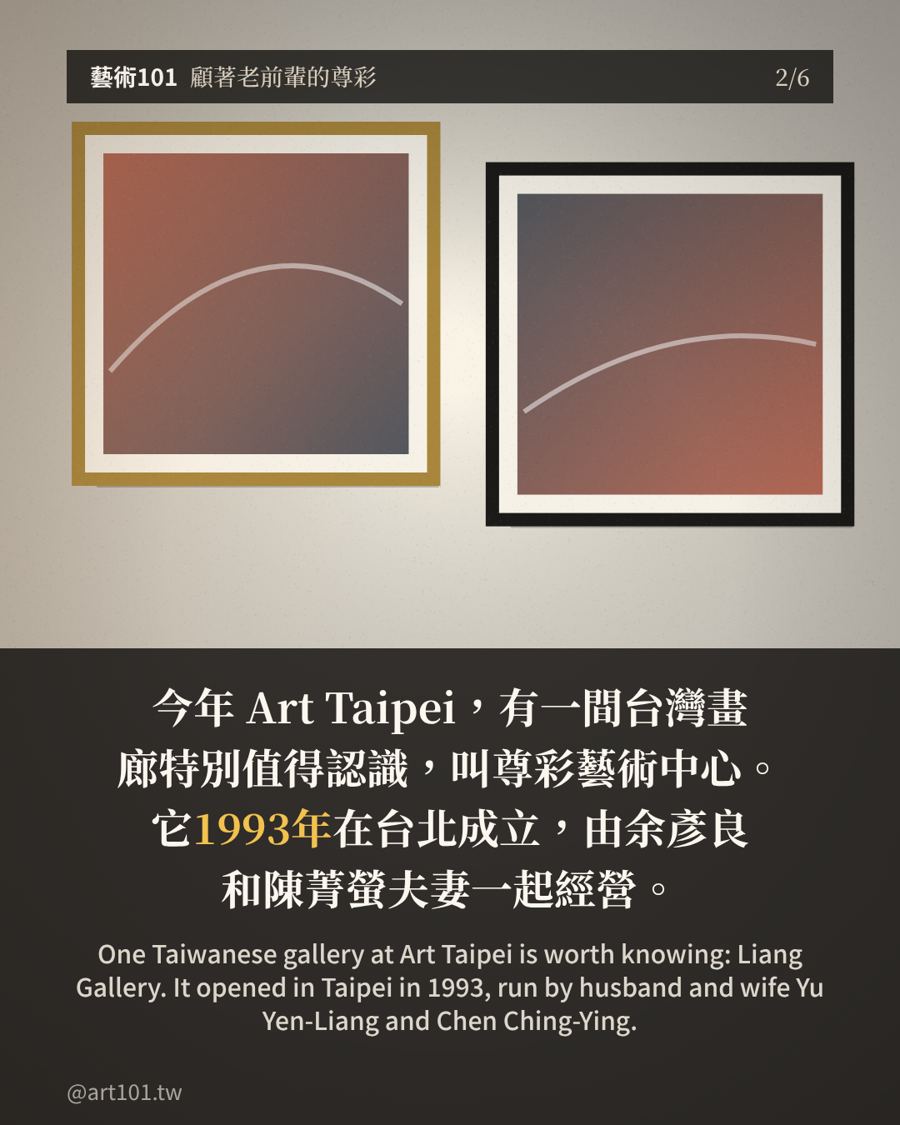 藝術101 顧著老前輩的尊彩
2/6
今年 Art Taipei，有一間台灣畫
廊特別值得認識，叫尊彩藝術中心。
它1993年在台北成立，由余彥良
和陳菁螢夫妻一起經營。
One Taiwanese gallery at Art Taipei is worth knowing: Liang
Gallery. It opened in Taipei in 1993, run by husband and wife Yu
Yen-Liang and Chen Ching-Ying.
@art101.tw